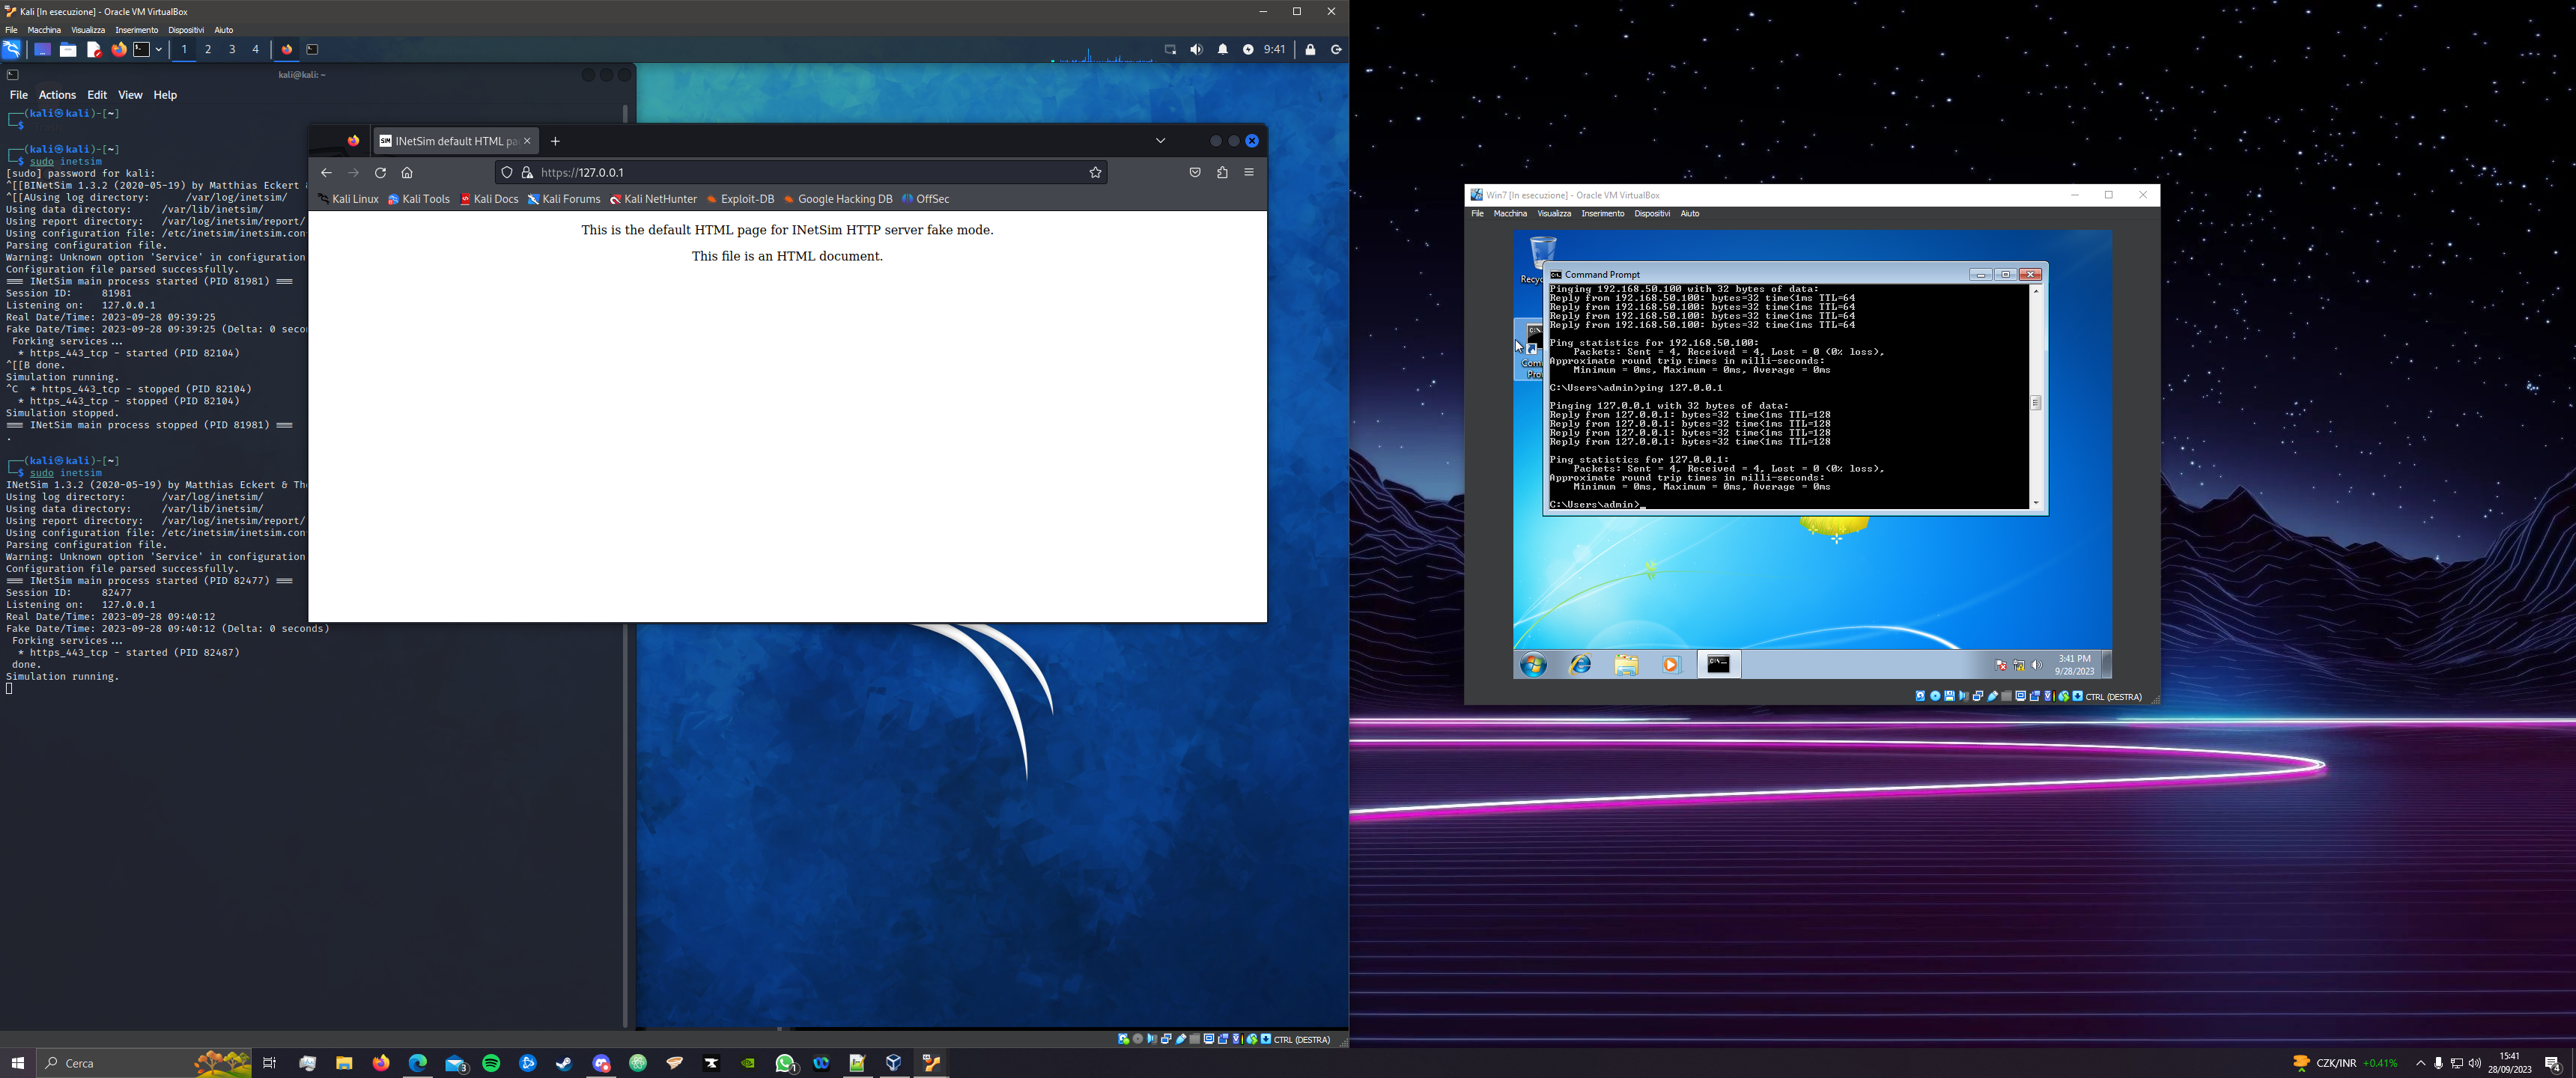 Kali [In esecuzione] - Oracle VM VirtualBox
File Macchina Visualizza Inserimento Dispositivi Aiuto
1 2 3 4
9:41
kali@kali: ~
File Actions Edit View Help
┌──(kali㉿kali)-[~]
└─$
┌──(kali㉿kali)-[~]
└─$ sudo inetsim
[sudo] password for kali:
^[[BINetSim 1.3.2 (2020-05-19) by Matthias Eckert
^[[AUsing log directory:      /var/log/inetsim/
Using data directory:     /var/lib/inetsim/
Using report directory:   /var/log/inetsim/report/
Using configuration file: /etc/inetsim/inetsim.con
Parsing configuration file.
Warning: Unknown option 'Service' in configuration
Configuration file parsed successfully.
=== INetSim main process started (PID 81981) ===
Session ID:     81981
Listening on:   127.0.0.1
Real Date/Time: 2023-09-28 09:39:25
Fake Date/Time: 2023-09-28 09:39:25 (Delta: 0 secon
 Forking services ...
  * https_443_tcp - started (PID 82104)
^[[B done.
Simulation running.
^C  * https_443_tcp - stopped (PID 82104)
  * https_443_tcp - stopped (PID 82104)
Simulation stopped.
=== INetSim main process stopped (PID 81981) ===
.
┌──(kali㉿kali)-[~]
└─$ sudo inetsim
INetSim 1.3.2 (2020-05-19) by Matthias Eckert & Th
Using log directory:      /var/log/inetsim/
Using data directory:     /var/lib/inetsim/
Using report directory:   /var/log/inetsim/report/
Using configuration file: /etc/inetsim/inetsim.con
Parsing configuration file.
Warning: Unknown option 'Service' in configuration
Configuration file parsed successfully.
=== INetSim main process started (PID 82477) ===
Session ID:     82477
Listening on:   127.0.0.1
Real Date/Time: 2023-09-28 09:40:12
Fake Date/Time: 2023-09-28 09:40:12 (Delta: 0 seconds)
 Forking services ...
  * https_443_tcp - started (PID 82487)
 done.
Simulation running.
SIM INetSim default HTML pa
https://127.0.0.1
Kali Linux Kali Tools Kali Docs Kali Forums Kali NetHunter Exploit-DB Google Hacking DB OffSec
This is the default HTML page for INetSim HTTP server fake mode.
This file is an HTML document.
CTRL (DESTRA)
Win7 [In esecuzione] - Oracle VM VirtualBox
File Macchina Visualizza Inserimento Dispositivi Aiuto
Recyc
Com
Pro
Command Prompt
Pinging 192.168.50.100 with 32 bytes of data:
Reply from 192.168.50.100: bytes=32 time<1ms TTL=64
Reply from 192.168.50.100: bytes=32 time<1ms TTL=64
Reply from 192.168.50.100: bytes=32 time<1ms TTL=64
Reply from 192.168.50.100: bytes=32 time<1ms TTL=64
Ping statistics for 192.168.50.100:
    Packets: Sent = 4, Received = 4, Lost = 0 (0% loss),
Approximate round trip times in milli-seconds:
    Minimum = 0ms, Maximum = 0ms, Average = 0ms
C:\Users\admin>ping 127.0.0.1
Pinging 127.0.0.1 with 32 bytes of data:
Reply from 127.0.0.1: bytes=32 time<1ms TTL=128
Reply from 127.0.0.1: bytes=32 time<1ms TTL=128
Reply from 127.0.0.1: bytes=32 time<1ms TTL=128
Reply from 127.0.0.1: bytes=32 time<1ms TTL=128
Ping statistics for 127.0.0.1:
    Packets: Sent = 4, Received = 4, Lost = 0 (0% loss),
Approximate round trip times in milli-seconds:
    Minimum = 0ms, Maximum = 0ms, Average = 0ms
C:\Users\admin>_
3:41 PM
9/28/2023
CTRL (DESTRA)
Cerca
3
1
CZK/INR +0.41%
15:41
28/09/2023
4